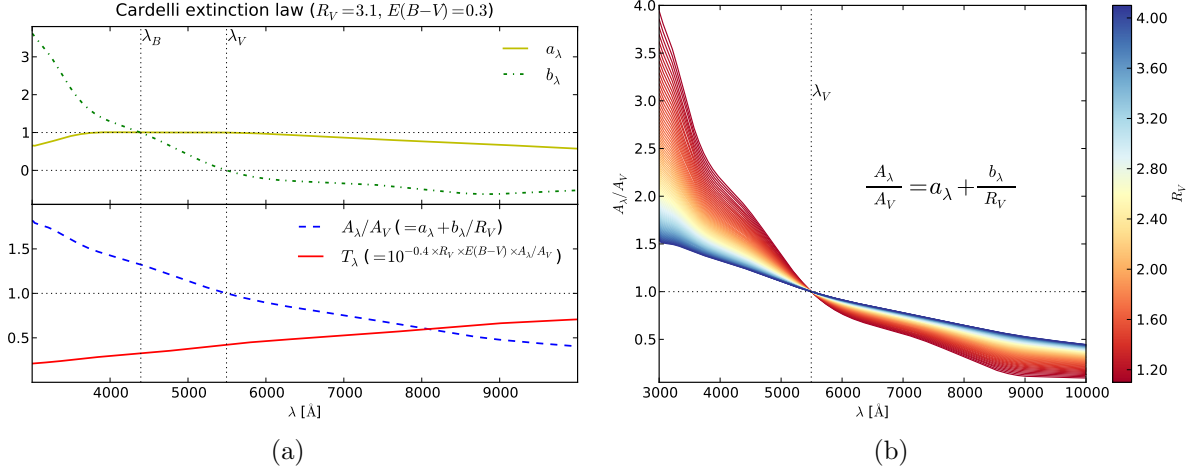 Cardelli extinction law (R_V=3.1, E(B−V)=0.3)
λ_B
λ_V
a_λ
b_λ
3
2
1
0
A_λ/A_V (=a_λ+b_λ/R_V)
T_λ (=10^{−0.4×R_V×E(B−V)×A_λ/A_V})
1.5
1.0
0.5
4000 5000 6000 7000 8000 9000
λ [Å]
(a)
4.0
3.5
3.0
2.5
2.0
1.5
1.0
0.5
A_λ/A_V
λ_V
A_λ/A_V = a_λ + b_λ/R_V
3000 4000 5000 6000 7000 8000 9000 10000
λ [Å]
4.00
3.60
3.20
2.80
2.40
2.00
1.60
1.20
R_V
(b)